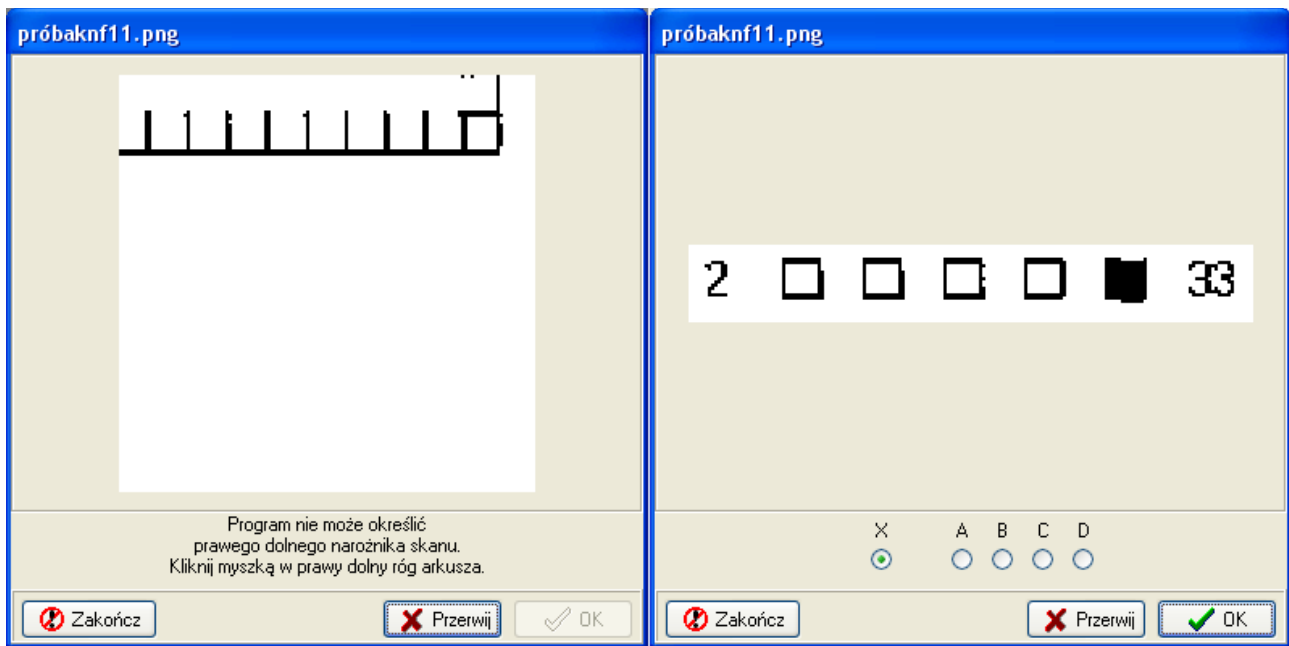 próbaknf11.png
Program nie może określić
prawego dolnego narożnika skanu.
Kliknij myszką w prawy dolny róg arkusza.
Zakończ Przerwij OK
próbaknf11.png
2 33
X A B C D
Zakończ Przerwij OK